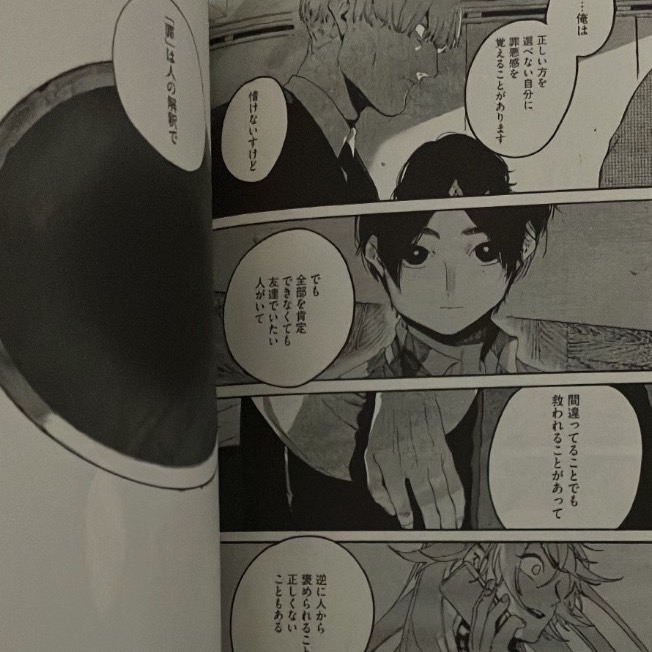 …俺は
正しい方を
選べない自分に
罪悪感を
覚えることがあります
情けないすけど
でも
全部を肯定
できなくても
友達でいたい
人がいて
間違ってることでも
救われることがあって
逆に人から
褒められること
正しくない
こともある
「罪」は人の解釈で